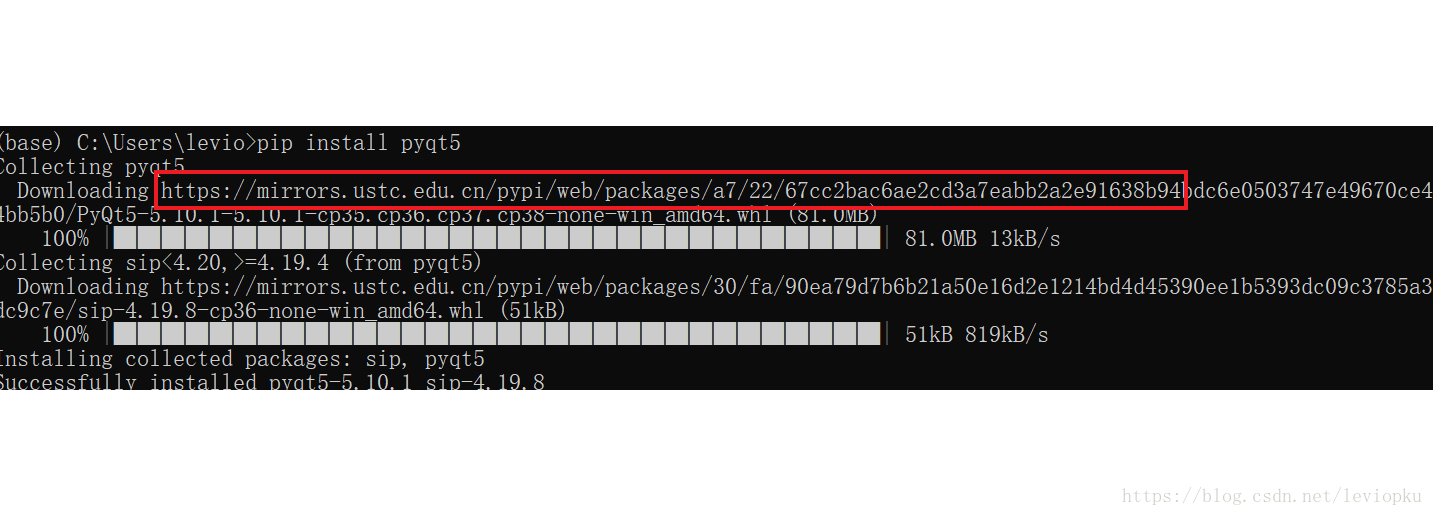 (base) C:\Users\levio>pip install pyqt5
Collecting pyqt5
Downloading https://mirrors.ustc.edu.cn/pypi/web/packages/a7/22/67cc2bac6ae2cd3a7eabb2a2e91638b94bdc6e0503747e49670ce4
4bb5b0/PyQt5-5.10.1-5.10.1-cp35.cp36.cp37.cp38-none-win_amd64.whl (81.0MB)
100% |████████████████████████████████| 81.0MB 13kB/s
Collecting sip<4.20,>=4.19.4 (from pyqt5)
Downloading https://mirrors.ustc.edu.cn/pypi/web/packages/30/fa/90ea79d7b6b21a50e16d2e1214bd4d45390ee1b5393dc09c3785a3
dc9c7e/sip-4.19.8-cp36-none-win_amd64.whl (51kB)
100% |████████████████████████████████| 51kB 819kB/s
Installing collected packages: sip, pyqt5
Successfully installed pyqt5-5.10.1 sip-4.19.8
https://blog.csdn.net/leviopku